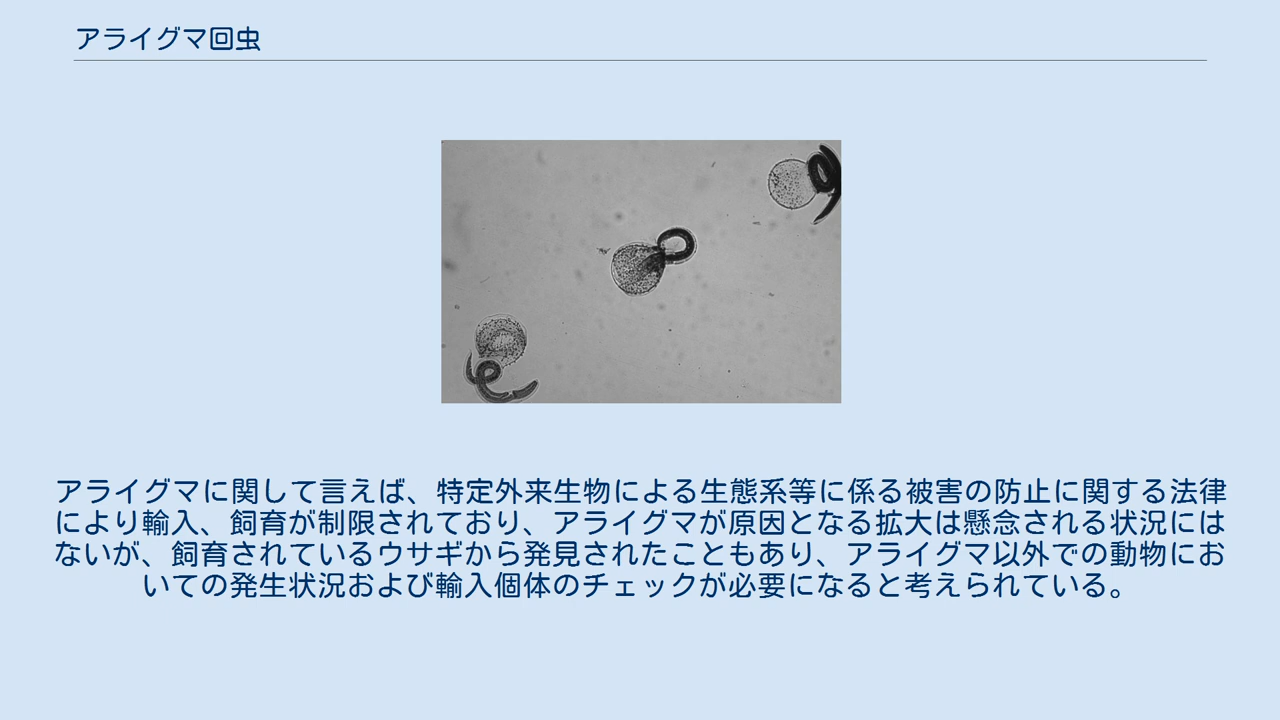 アライグマ回虫
アライグマに関して言えば、特定外来生物による生態系等に係る被害の防止に関する法律
により輸入、飼育が制限されており、アライグマが原因となる拡大は懸念される状況には
ないが、飼育されているウサギから発見されたこともあり、アライグマ以外での動物にお
いての発生状況および輸入個体のチェックが必要になると考えられている。